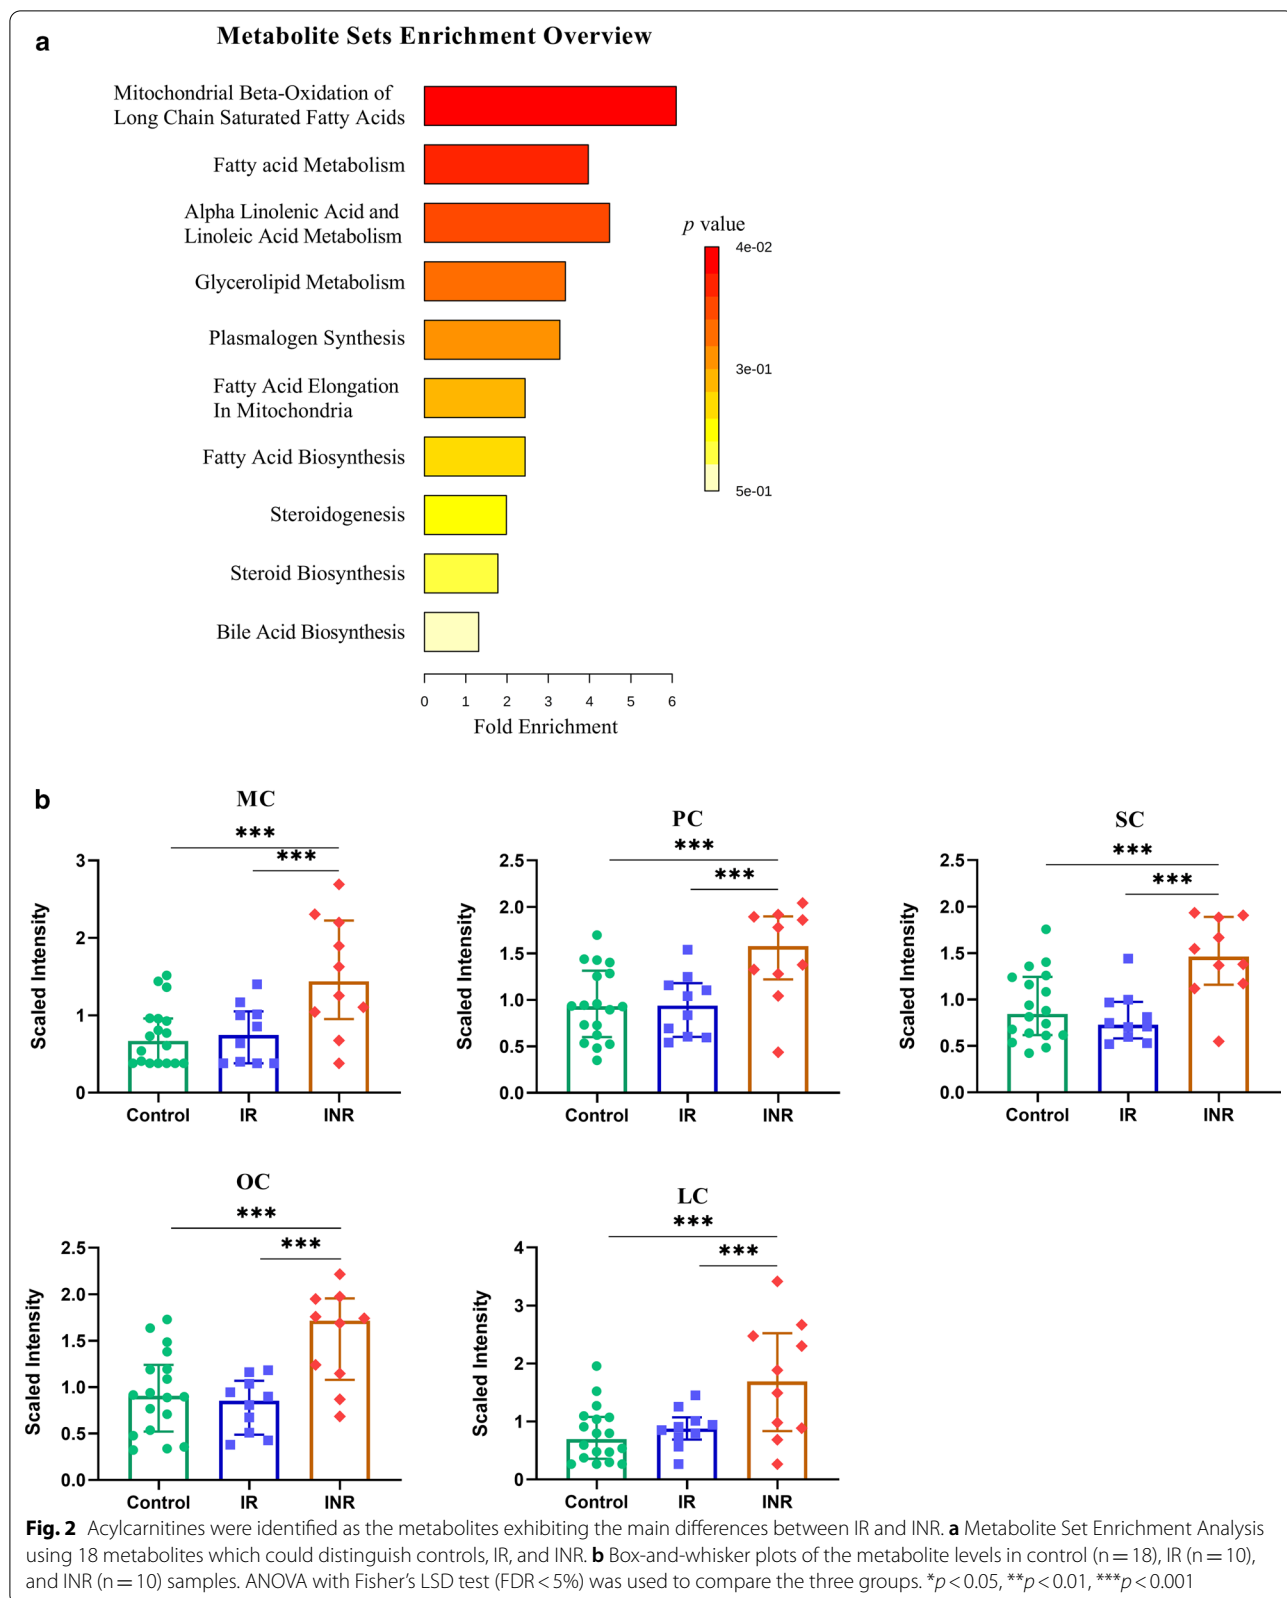 a
Metabolite Sets Enrichment Overview
Mitochondrial Beta-Oxidation of
Long Chain Saturated Fatty Acids
Fatty acid Metabolism
Alpha Linolenic Acid and
Linoleic Acid Metabolism
Glycerolipid Metabolism
Plasmalogen Synthesis
Fatty Acid Elongation
In Mitochondria
Fatty Acid Biosynthesis
Steroidogenesis
Steroid Biosynthesis
Bile Acid Biosynthesis
0 1 2 3 4 5 6
Fold Enrichment
p value
4e-02
3e-01
5e-01
b
MC
***
***
Scaled Intensity
3
2
1
0
Control IR INR
PC
***
***
Scaled Intensity
2.5
2.0
1.5
1.0
0.5
0.0
Control IR INR
SC
***
***
Scaled Intensity
2.5
2.0
1.5
1.0
0.5
0.0
Control IR INR
OC
***
***
Scaled Intensity
2.5
2.0
1.5
1.0
0.5
0.0
Control IR INR
LC
***
***
Scaled Intensity
4
3
2
1
0
Control IR INR
Fig. 2 Acylcarnitines were identified as the metabolites exhibiting the main differences between IR and INR. a Metabolite Set Enrichment Analysis
using 18 metabolites which could distinguish controls, IR, and INR. b Box-and-whisker plots of the metabolite levels in control (n = 18), IR (n = 10),
and INR (n = 10) samples. ANOVA with Fisher's LSD test (FDR < 5%) was used to compare the three groups. *p < 0.05, **p < 0.01, ***p < 0.001